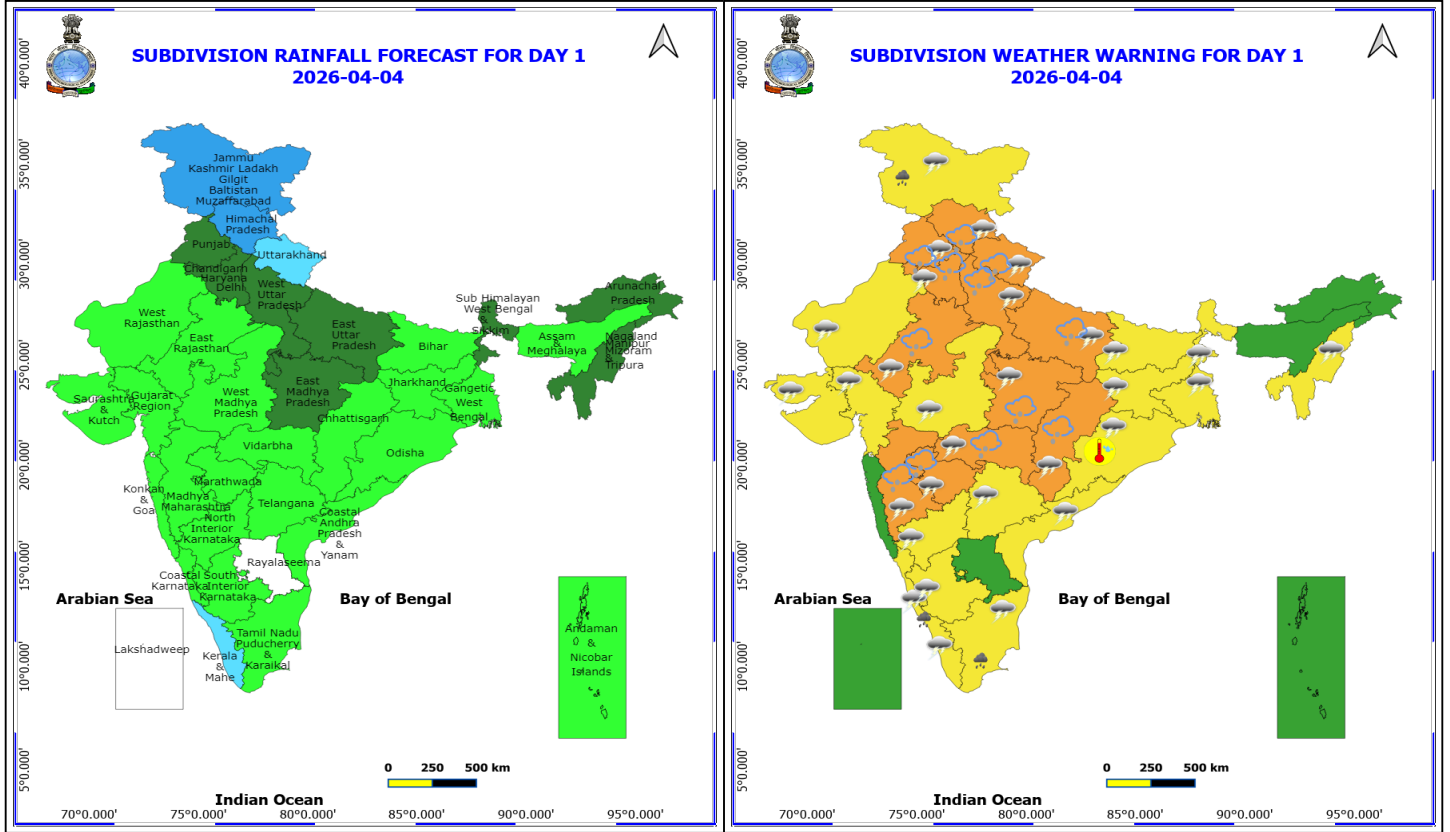 SUBDIVISION RAINFALL FORECAST FOR DAY 1
2026-04-04
40°0.000'
35°0.000'
30°0.000'
25°0.000'
20°0.000'
15°0.000'
10°0.000'
5°0.000'
Jammu
Kashmir Ladakh
Gilgit
Baltistan
Muzaffarabad
Himachal
Pradesh
Punjab
Uttarakhand
Chandigarh
Haryana
Delhi
West
Uttar
Pradesh
Arunachal
Pradesh
Sub Himalayan
West Bengal
&
Sikkim
West
Rajasthan
East
Rajasthan
East
Uttar
Pradesh
Bihar
Assam
&
Meghalaya
Nagaland
Manipur
Mizoram
&
Tripura
Saurashtra
&
Kutch
Gujarat
Region
West
Madhya
Pradesh
East
Madhya
Pradesh
Jharkhand
Gangetic
West
Bengal
Chhattisgarh
Vidarbha
Odisha
Konkan
&
Goa
Madhya
Maharashtra
Marathwada
Telangana
North
Interior
Karnataka
Coastal
Andhra
Pradesh
&
Yanam
Rayalaseema
Coastal
Karnataka
South
Interior
Karnataka
Arabian Sea
Bay of Bengal
Lakshadweep
Kerala
&
Mahe
Tamil Nadu
Puducherry
&
Karaikal
Andaman
&
Nicobar
Islands
0 250 500 km
Indian Ocean
70°0.000' 75°0.000' 80°0.000' 85°0.000' 90°0.000' 95°0.000'
SUBDIVISION WEATHER WARNING FOR DAY 1
2026-04-04
40°0.000'
35°0.000'
30°0.000'
25°0.000'
20°0.000'
15°0.000'
10°0.000'
5°0.000'
Arabian Sea
Bay of Bengal
0 250 500 km
Indian Ocean
70°0.000' 75°0.000' 80°0.000' 85°0.000' 90°0.000' 95°0.000'